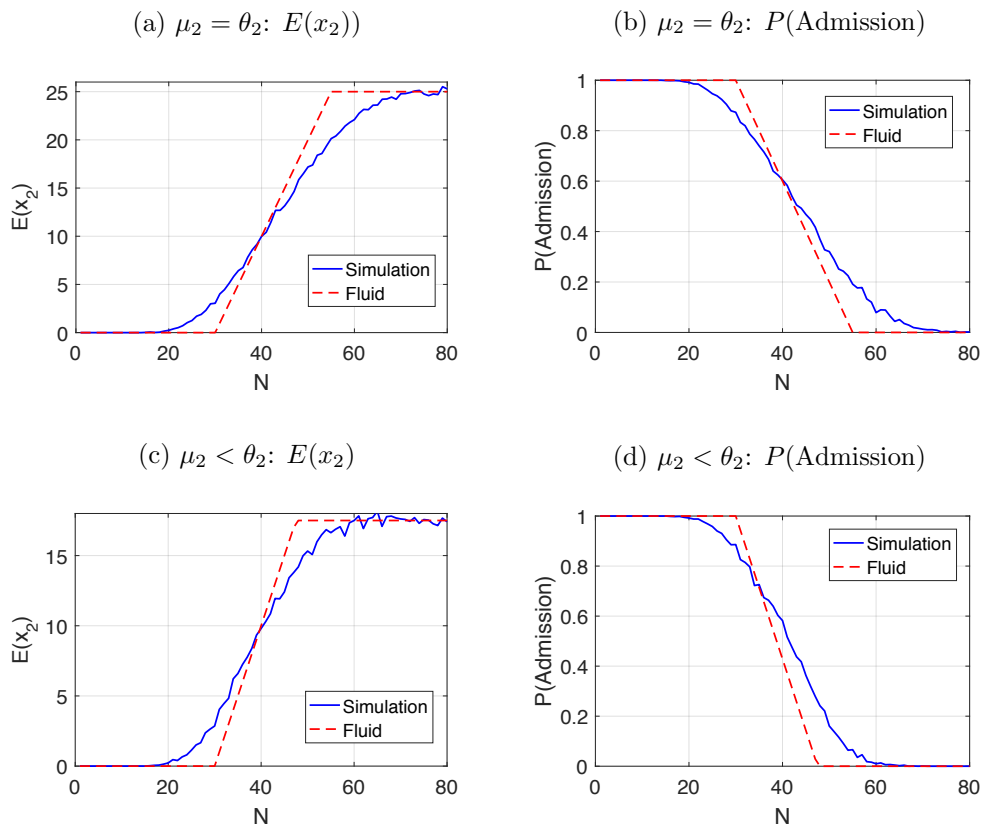 (a) μ₂ = θ₂: E(x₂))
25
20
15
10
5
0
0 20 40 60 80
E(x₂)
N
Simulation
Fluid
(b) μ₂ = θ₂: P(Admission)
1
0.8
0.6
0.4
0.2
0
0 20 40 60 80
P(Admission)
N
Simulation
Fluid
(c) μ₂ < θ₂: E(x₂)
15
10
5
0
0 20 40 60 80
E(x₂)
N
Simulation
Fluid
(d) μ₂ < θ₂: P(Admission)
1
0.8
0.6
0.4
0.2
0
0 20 40 60 80
P(Admission)
N
Simulation
Fluid